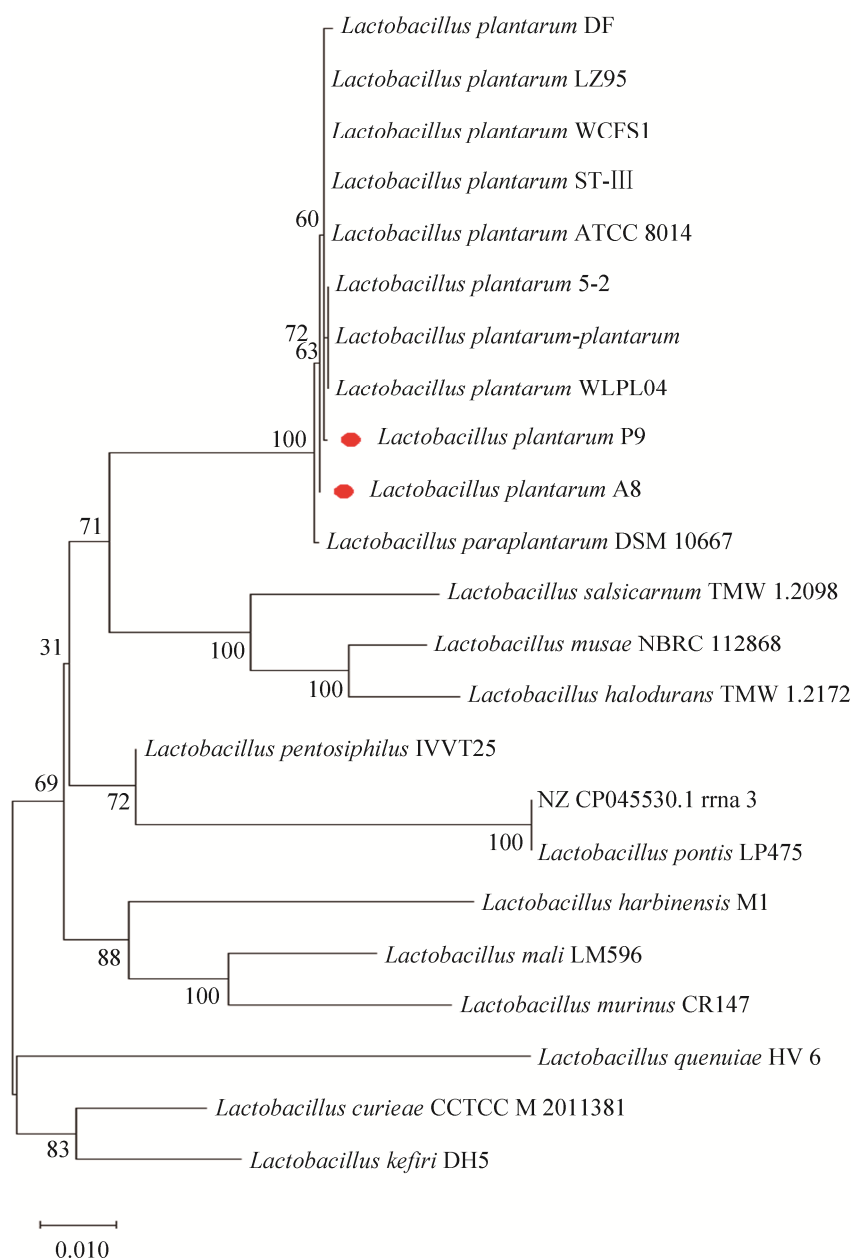 Lactobacillus plantarum DF
Lactobacillus plantarum LZ95
Lactobacillus plantarum WCFS1
Lactobacillus plantarum ST-III
60
Lactobacillus plantarum ATCC 8014
Lactobacillus plantarum 5-2
72
Lactobacillus plantarum-plantarum
63
Lactobacillus plantarum WLPL04
100
Lactobacillus plantarum P9
Lactobacillus plantarum A8
71
Lactobacillus paraplantarum DSM 10667
Lactobacillus salsicarnum TMW 1.2098
31
100
Lactobacillus musae NBRC 112868
100
Lactobacillus halodurans TMW 1.2172
Lactobacillus pentosiphilus IVVT25
69
72
NZ CP045530.1 rrna 3
100
Lactobacillus pontis LP475
Lactobacillus harbinensis M1
88
Lactobacillus mali LM596
100
Lactobacillus murinus CR147
Lactobacillus quenuiae HV 6
Lactobacillus curieae CCTCC M 2011381
83
Lactobacillus kefiri DH5
0.010